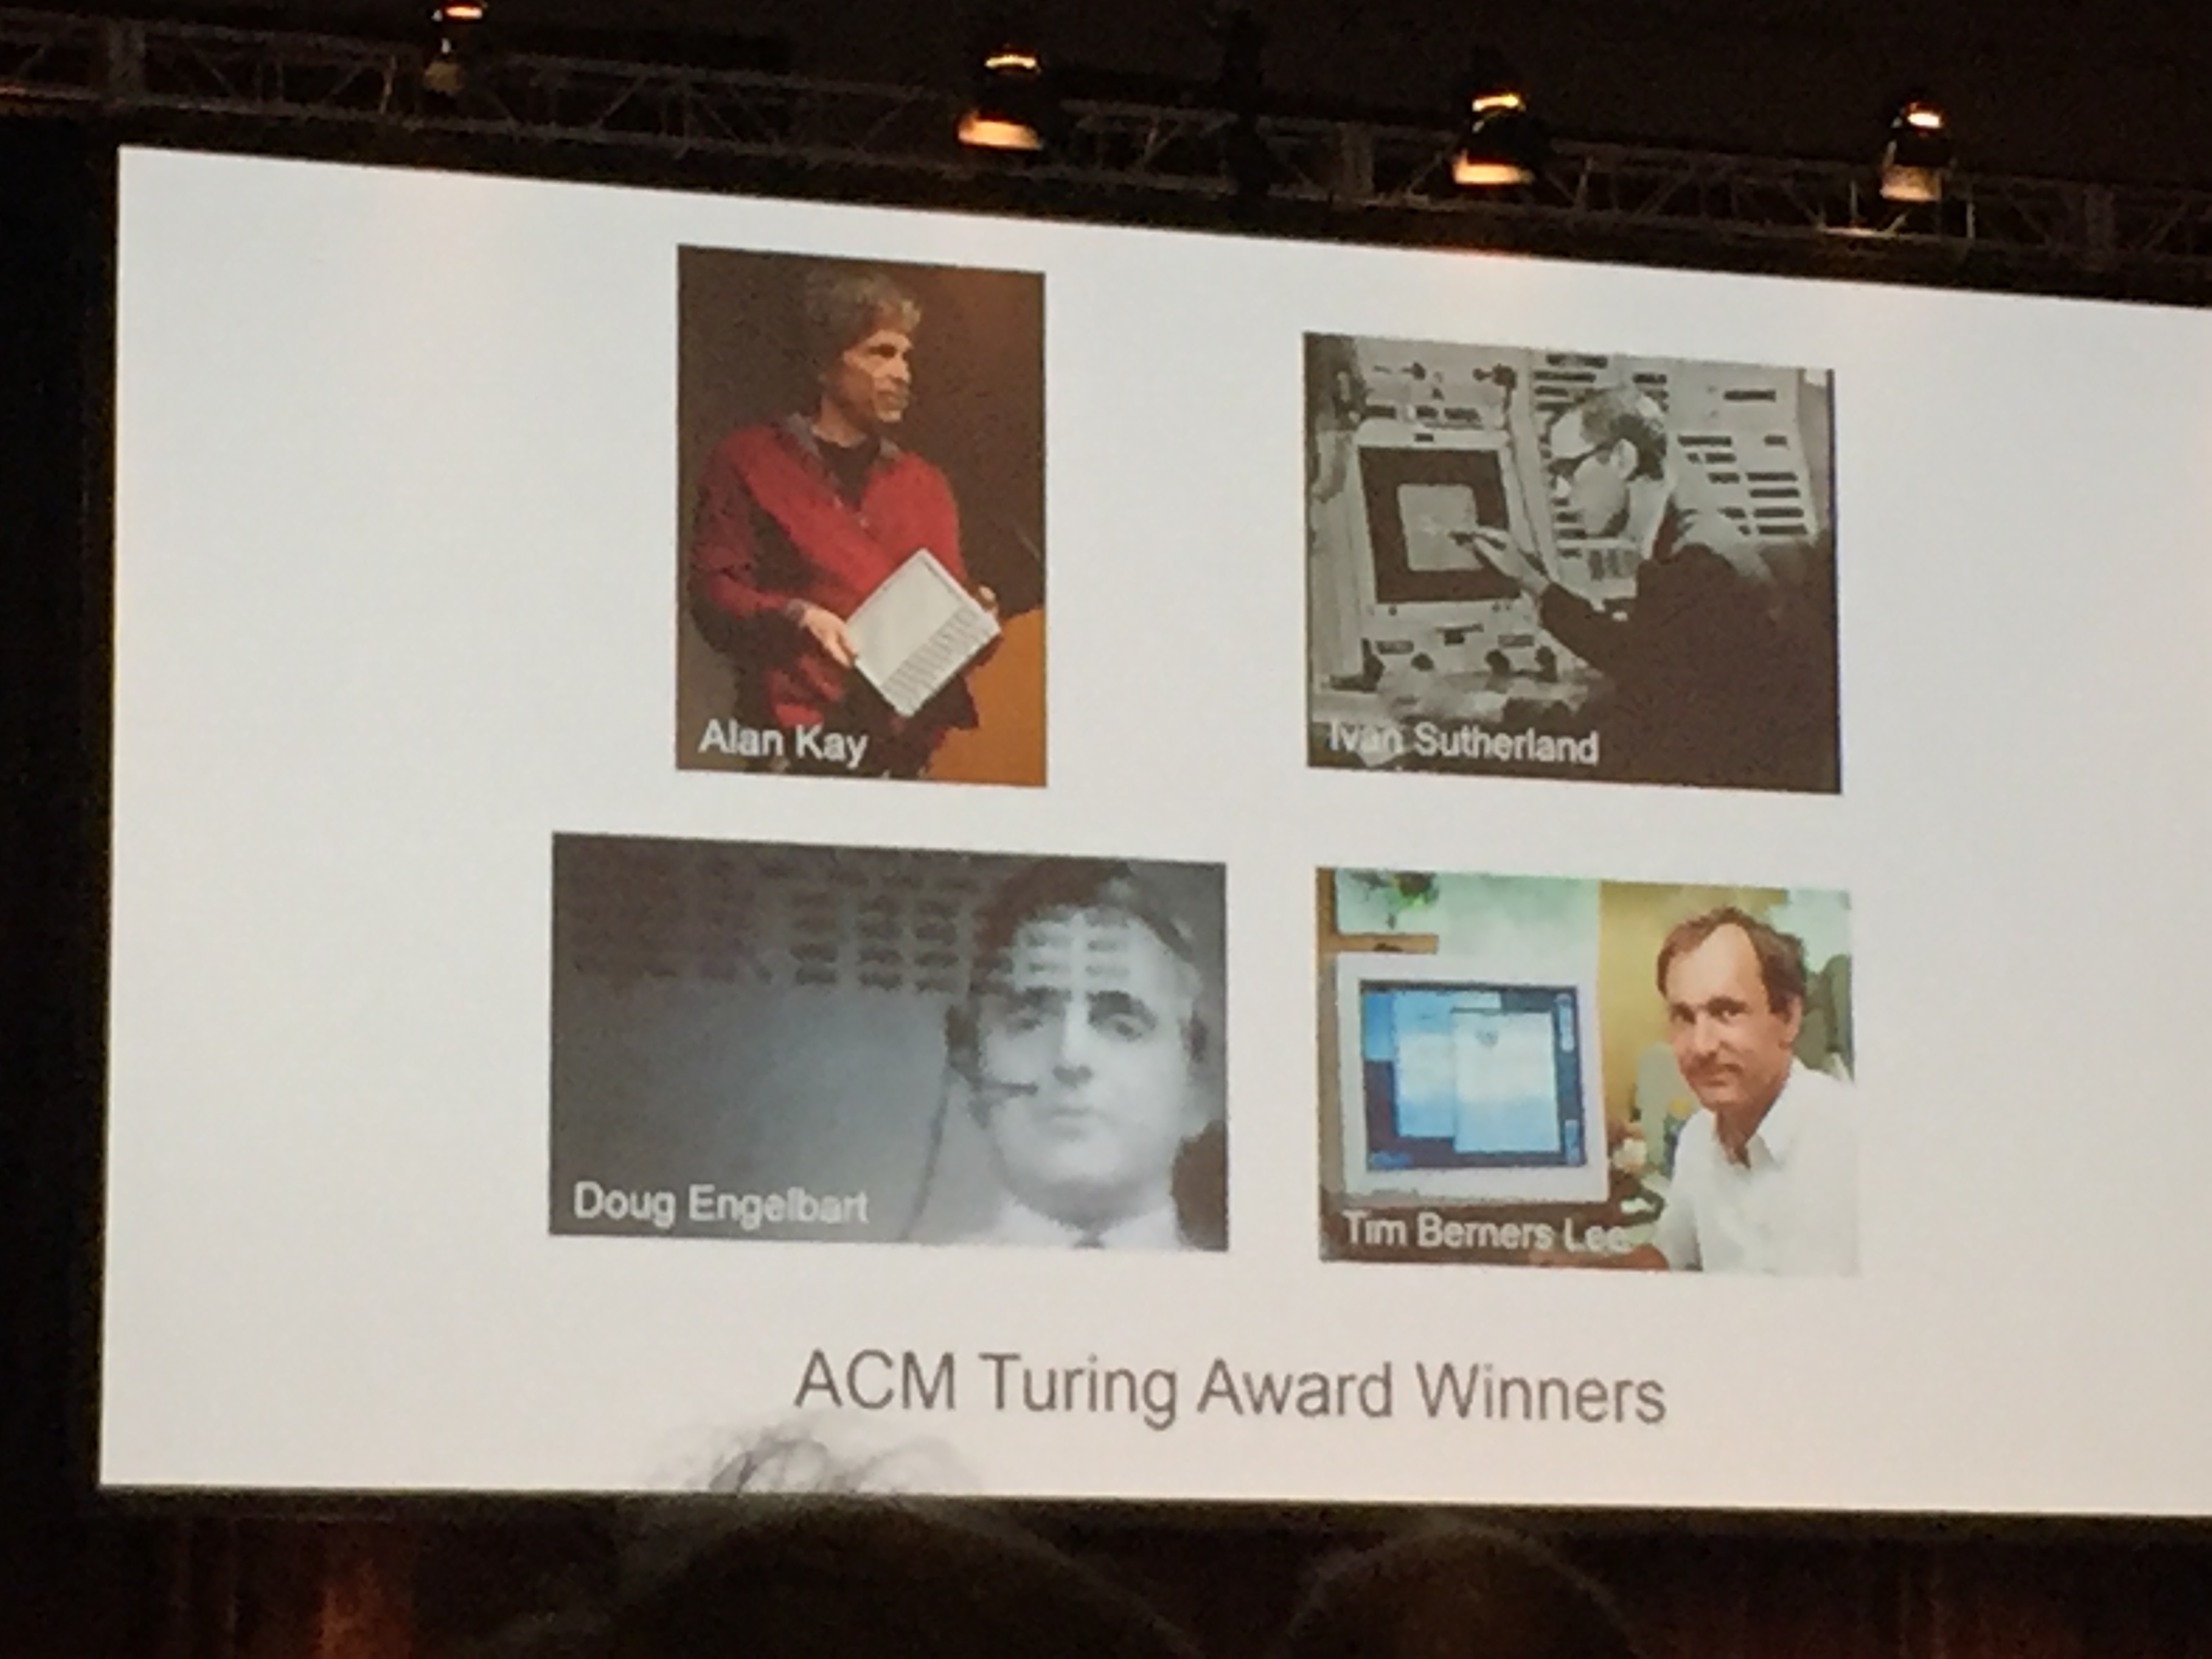 Alan Kay
Ivan Sutherland
Doug Engelbart
Tim Berners Lee
ACM Turing Award Winners